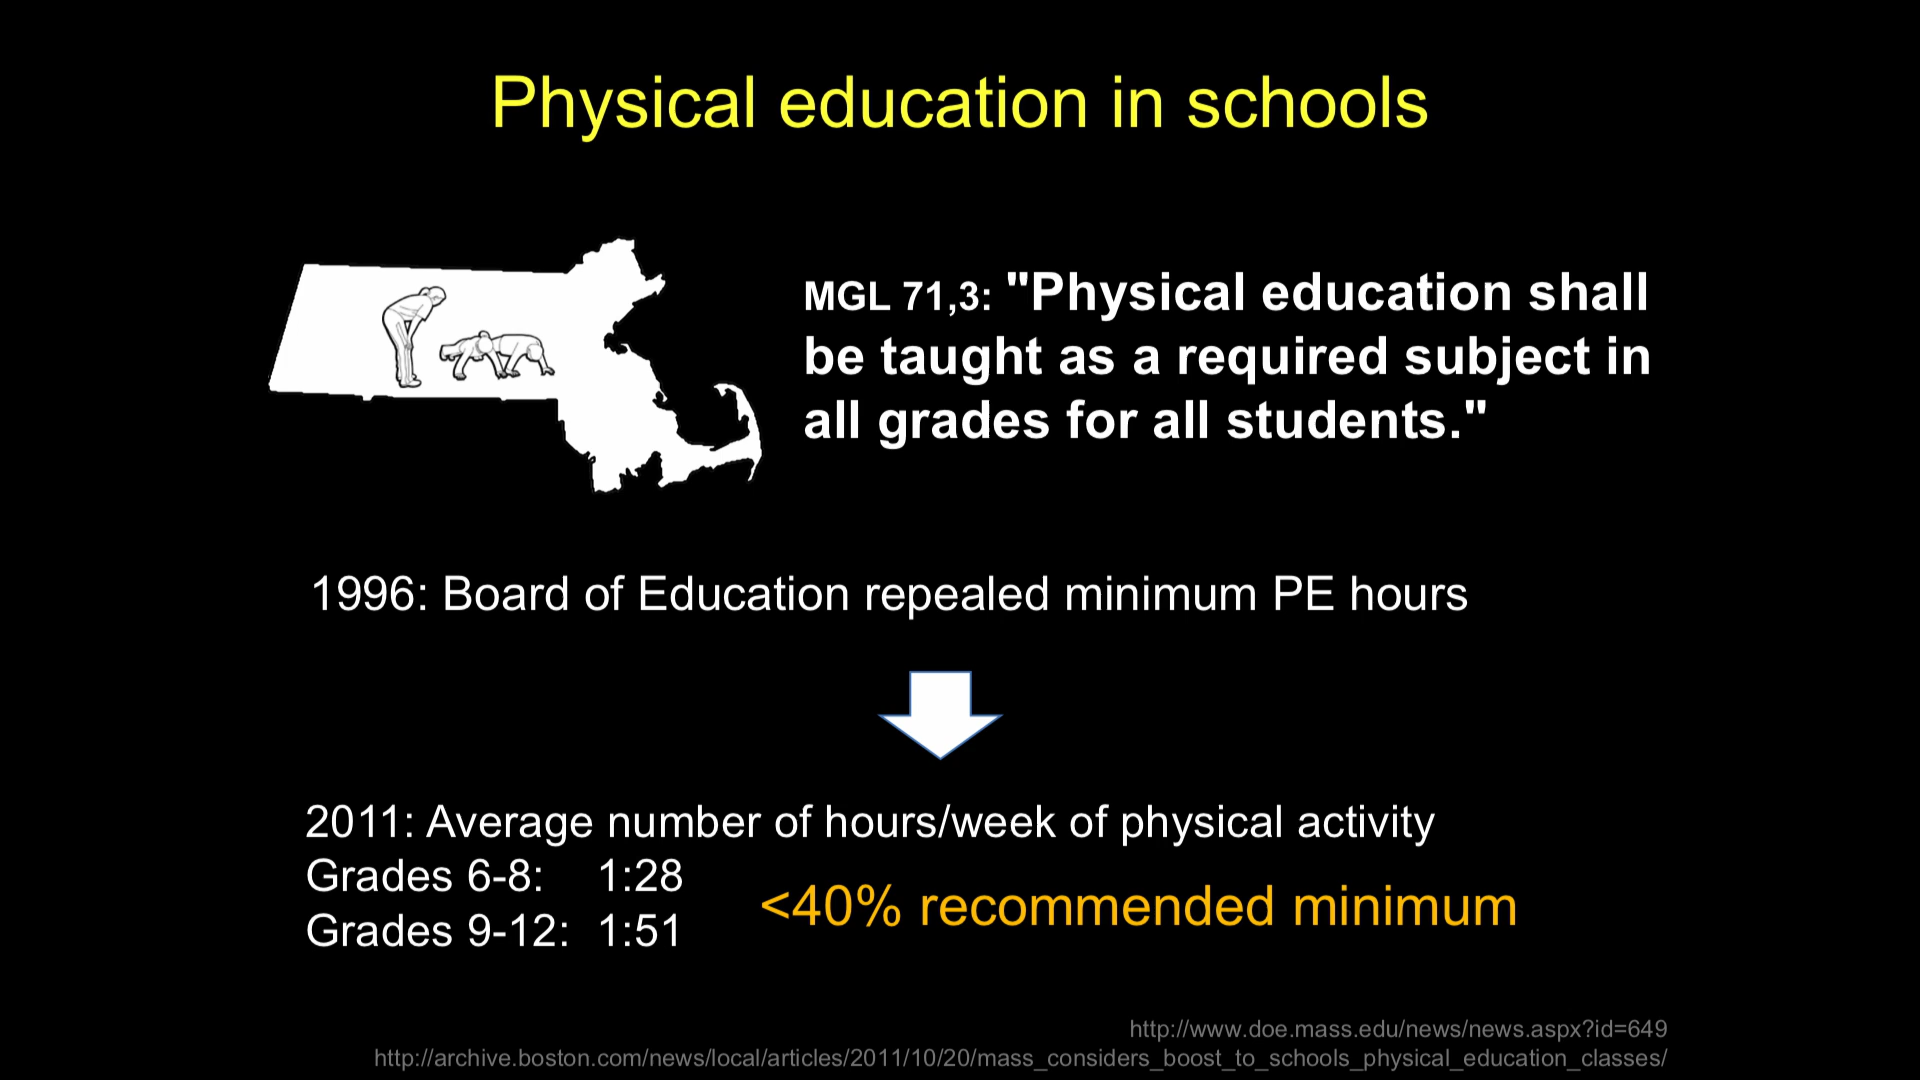 Physical education in schools
MGL 71,3: "Physical education shall
be taught as a required subject in
all grades for all students."
1996: Board of Education repealed minimum PE hours
2011: Average number of hours/week of physical activity
Grades 6-8: 1:28
Grades 9-12: 1:51
<40% recommended minimum
http://www.doe.mass.edu/news/news.aspx?id=649
http://archive.boston.com/news/local/articles/2011/10/20/mass_considers_boost_to_schools_physical_education_classes/